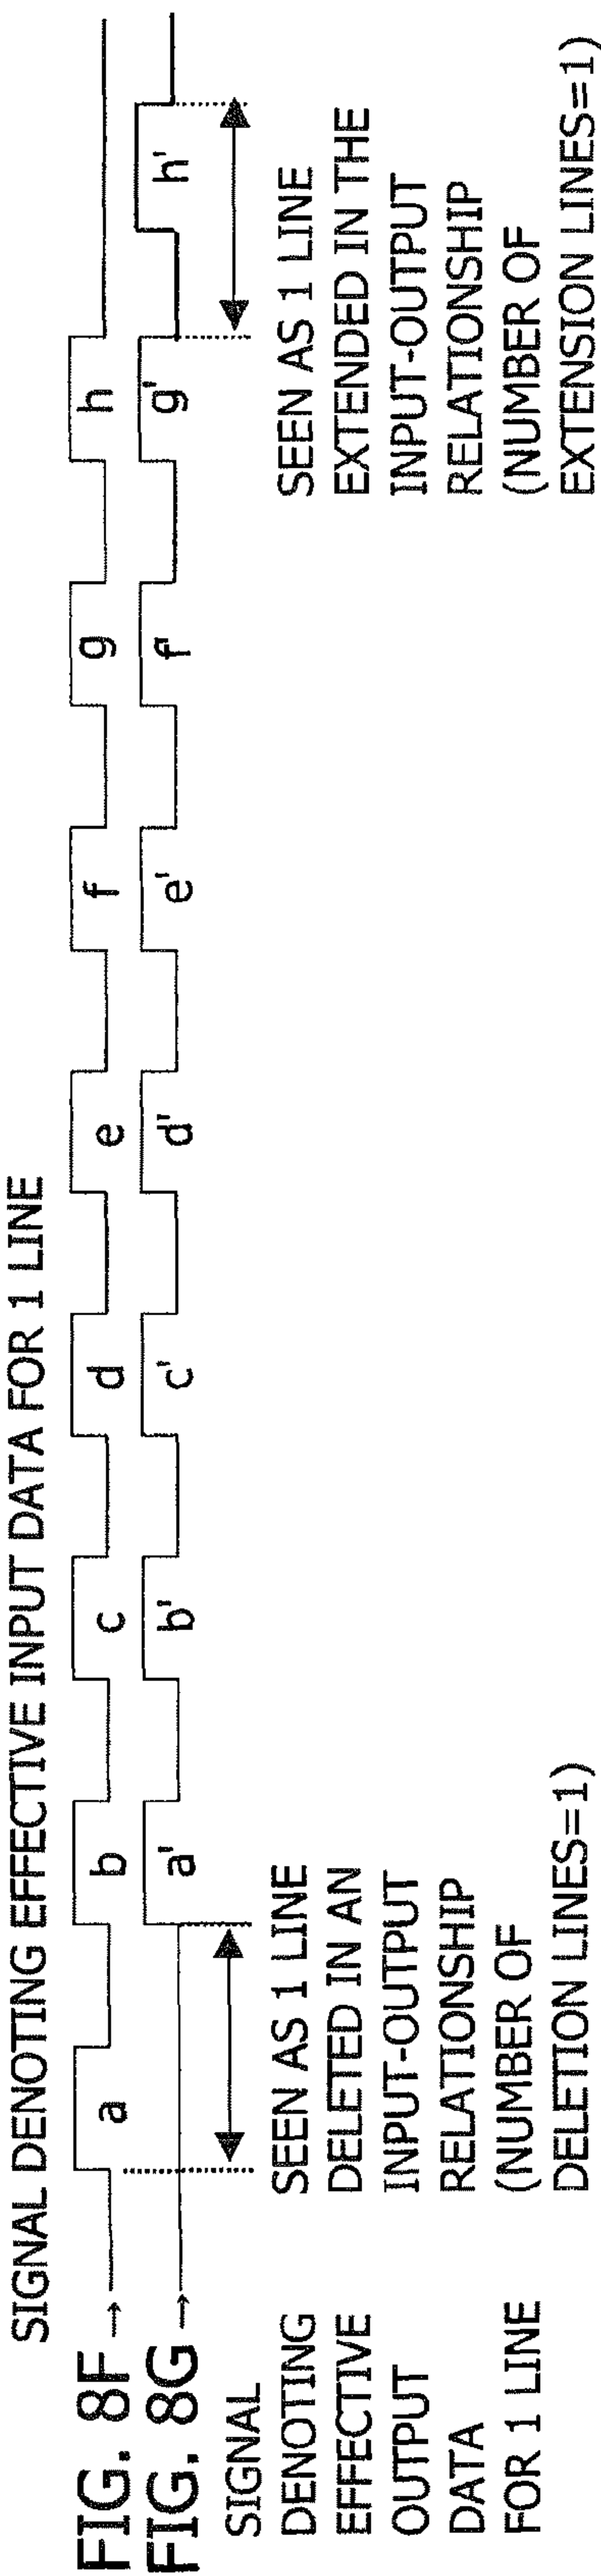 SIGNAL DENOTING EFFECTIVE INPUT DATA FOR 1 LINE
FIG. 8F →
a b c d e f g h
FIG. 8G →
a' b' c' d' e' f' g' h'
SIGNAL
DENOTING
EFFECTIVE
OUTPUT
DATA
FOR 1 LINE
SEEN AS 1 LINE
DELETED IN AN
INPUT-OUTPUT
RELATIONSHIP
(NUMBER OF
DELETION LINES=1)
SEEN AS 1 LINE
EXTENDED IN THE
INPUT-OUTPUT
RELATIONSHIP
(NUMBER OF
EXTENSION LINES=1)